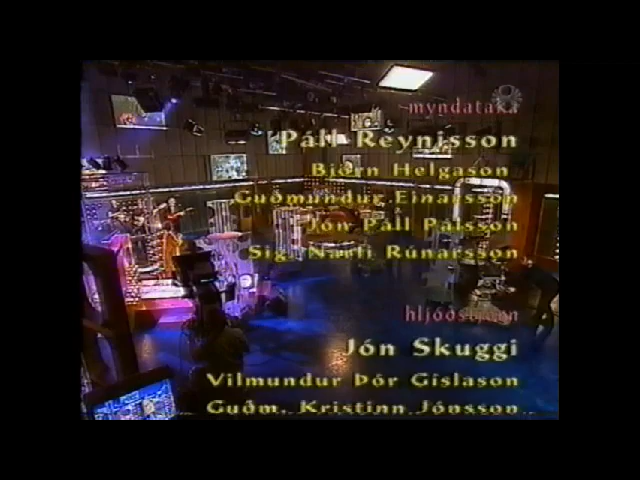 myndataka
Páll Reynisson
Björn Helgason
Guðmundur Einarsson
Jón Páll Pálsson
Sig. Narfi Rúnarsson
hljóðstjórn
Jón Skuggi
Vilmundur Þór Gíslason
Guðm. Kristinn Jónsson